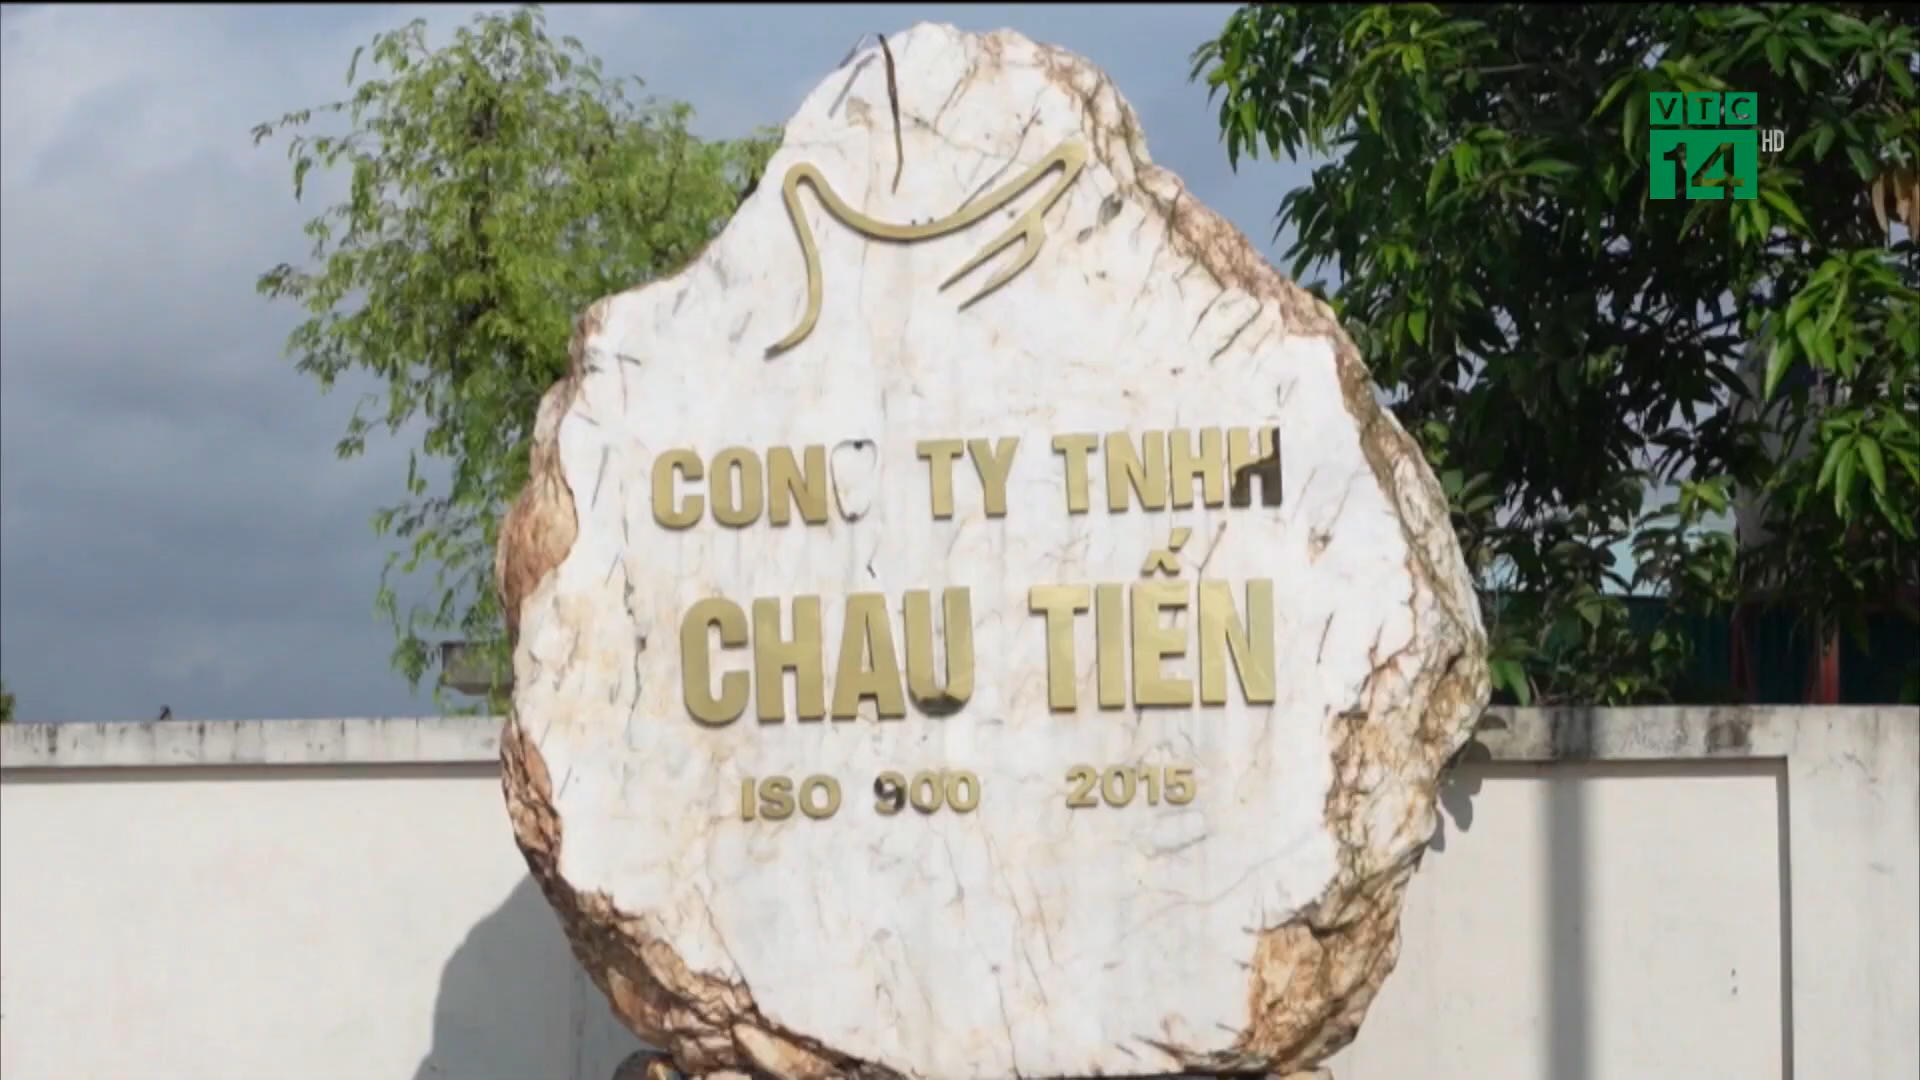 VTC
14 HD
CON TY TNHH
CHAU TIẾN
ISO 900 2015